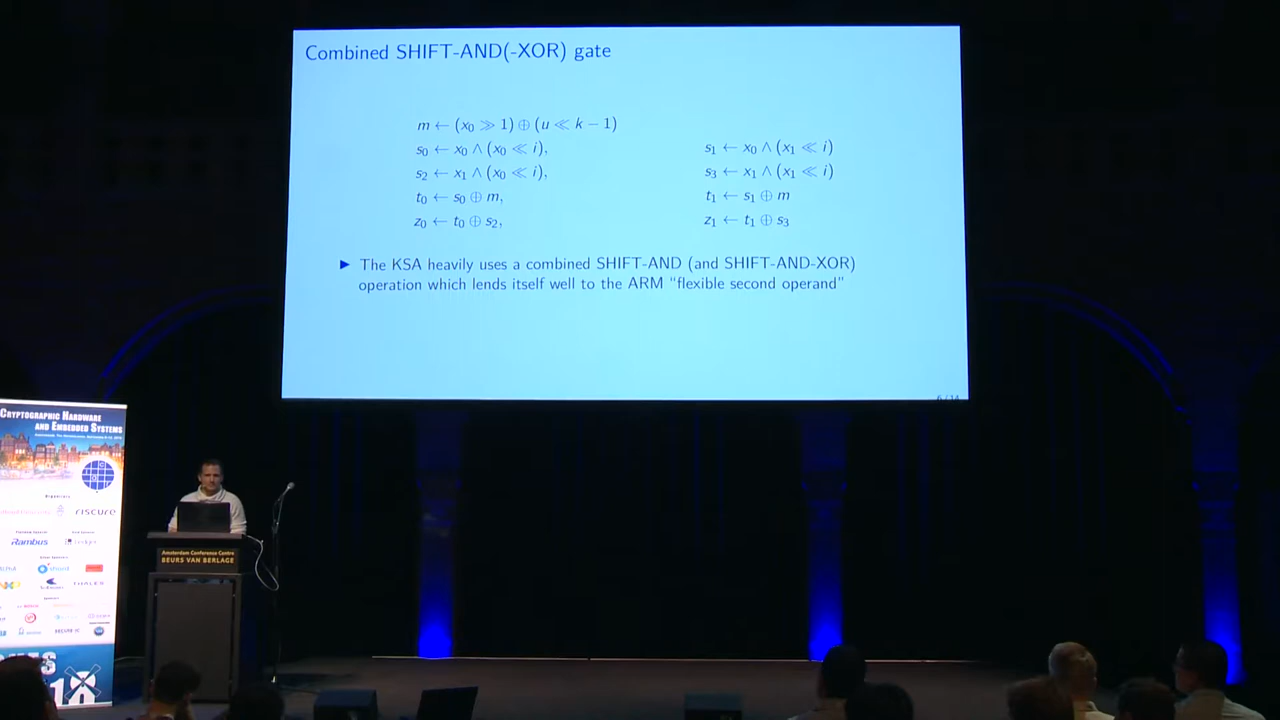 Combined SHIFT-AND(-XOR) gate
m ← (x₀ ≫ 1) ⊕ (u ≪ k − 1)
s₀ ← x₀ ∧ (x₀ ≪ i),
s₁ ← x₀ ∧ (x₁ ≪ i)
s₂ ← x₁ ∧ (x₀ ≪ i),
s₃ ← x₁ ∧ (x₁ ≪ i)
t₀ ← s₀ ⊕ m,
t₁ ← s₁ ⊕ m
z₀ ← t₀ ⊕ s₂,
z₁ ← t₁ ⊕ s₃
▶ The KSA heavily uses a combined SHIFT-AND (and SHIFT-AND-XOR)
operation which lends itself well to the ARM “flexible second operand”
6 / 14
CRYPTOGRAPHIC HARDWARE
AND EMBEDDED SYSTEMS
riscure
Rambus
THALES
Amsterdam Conference Centre
BEURS VAN BERLAGE